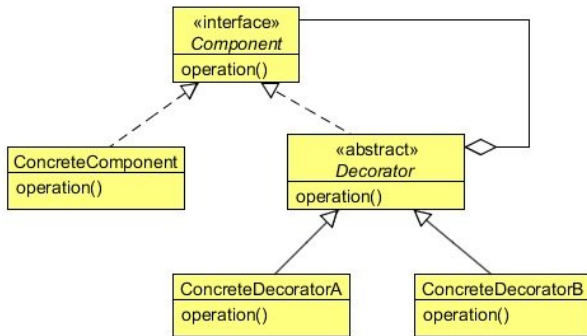 «interface»
Component
operation()
ConcreteComponent
operation()
«abstract»
Decorator
operation()
ConcreteDecoratorA
operation()
ConcreteDecoratorB
operation()